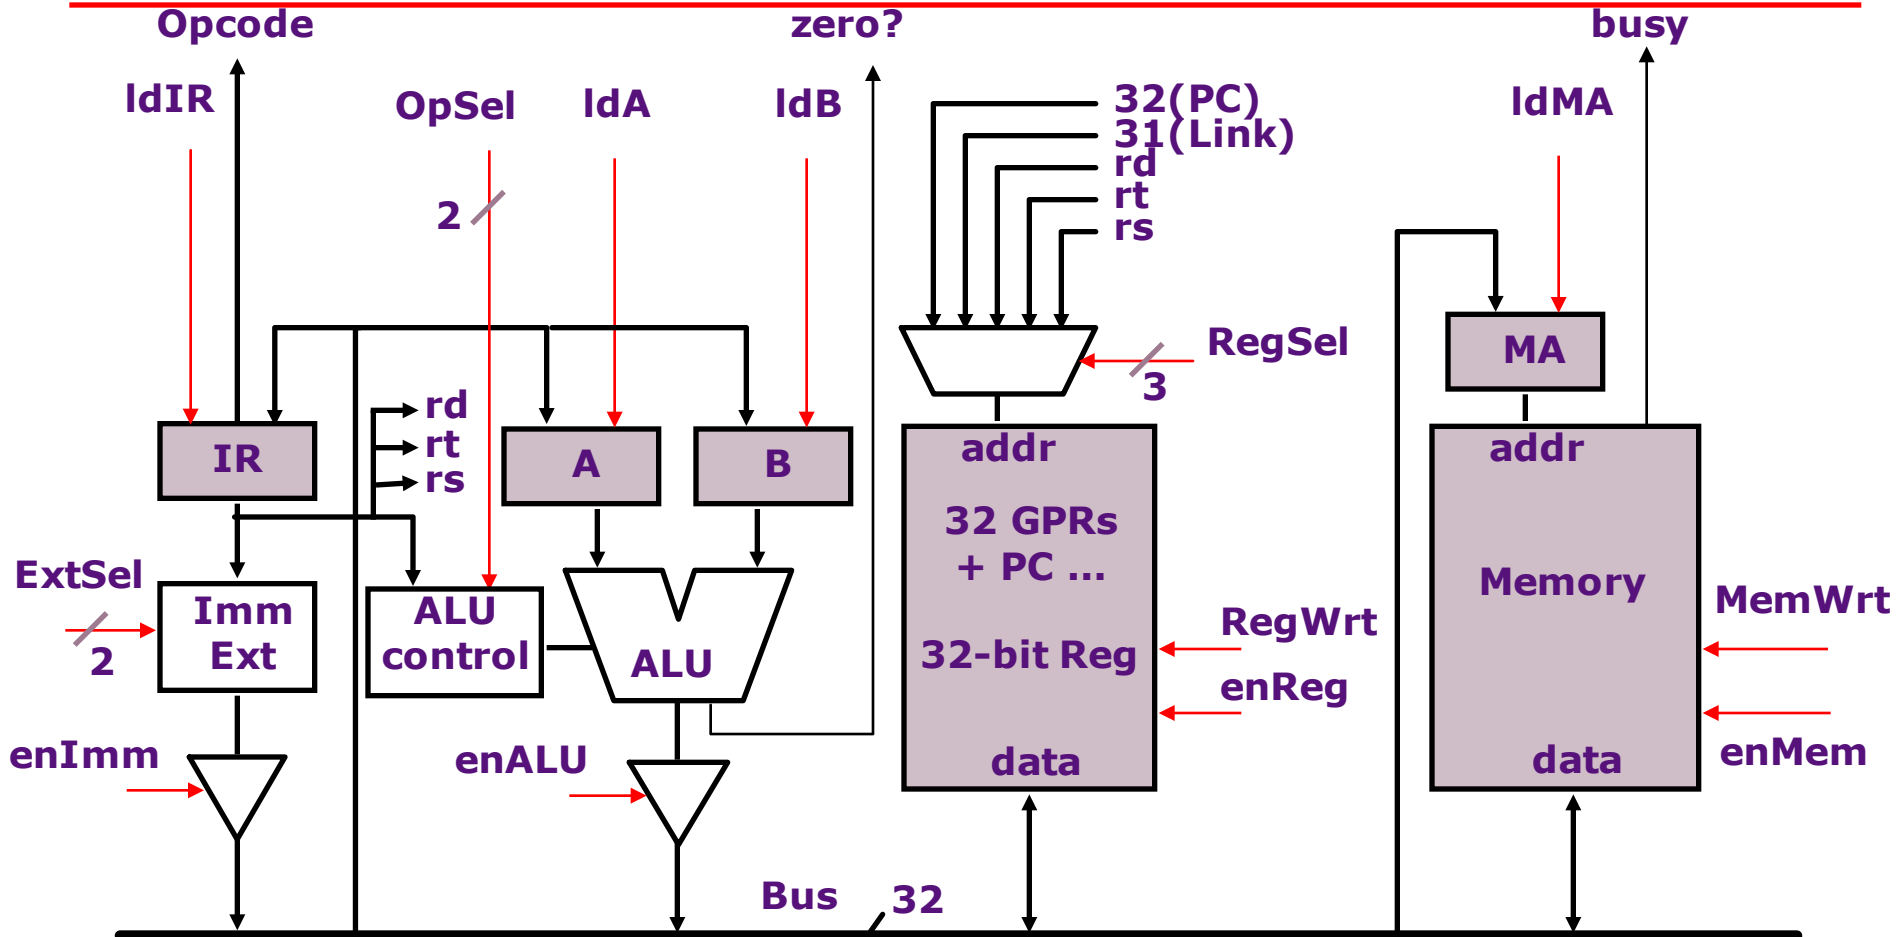 Opcode
zero?
busy
ldIR
OpSel
ldA
ldB
32(PC)
31(Link)
rd
rt
rs
ldMA
2
RegSel
3
MA
rd
rt
rs
IR
A
B
addr
32 GPRs
+ PC ...
32-bit Reg
data
addr
Memory
data
ExtSel
2
Imm
Ext
ALU
control
ALU
RegWrt
enReg
MemWrt
enMem
enImm
enALU
Bus
32